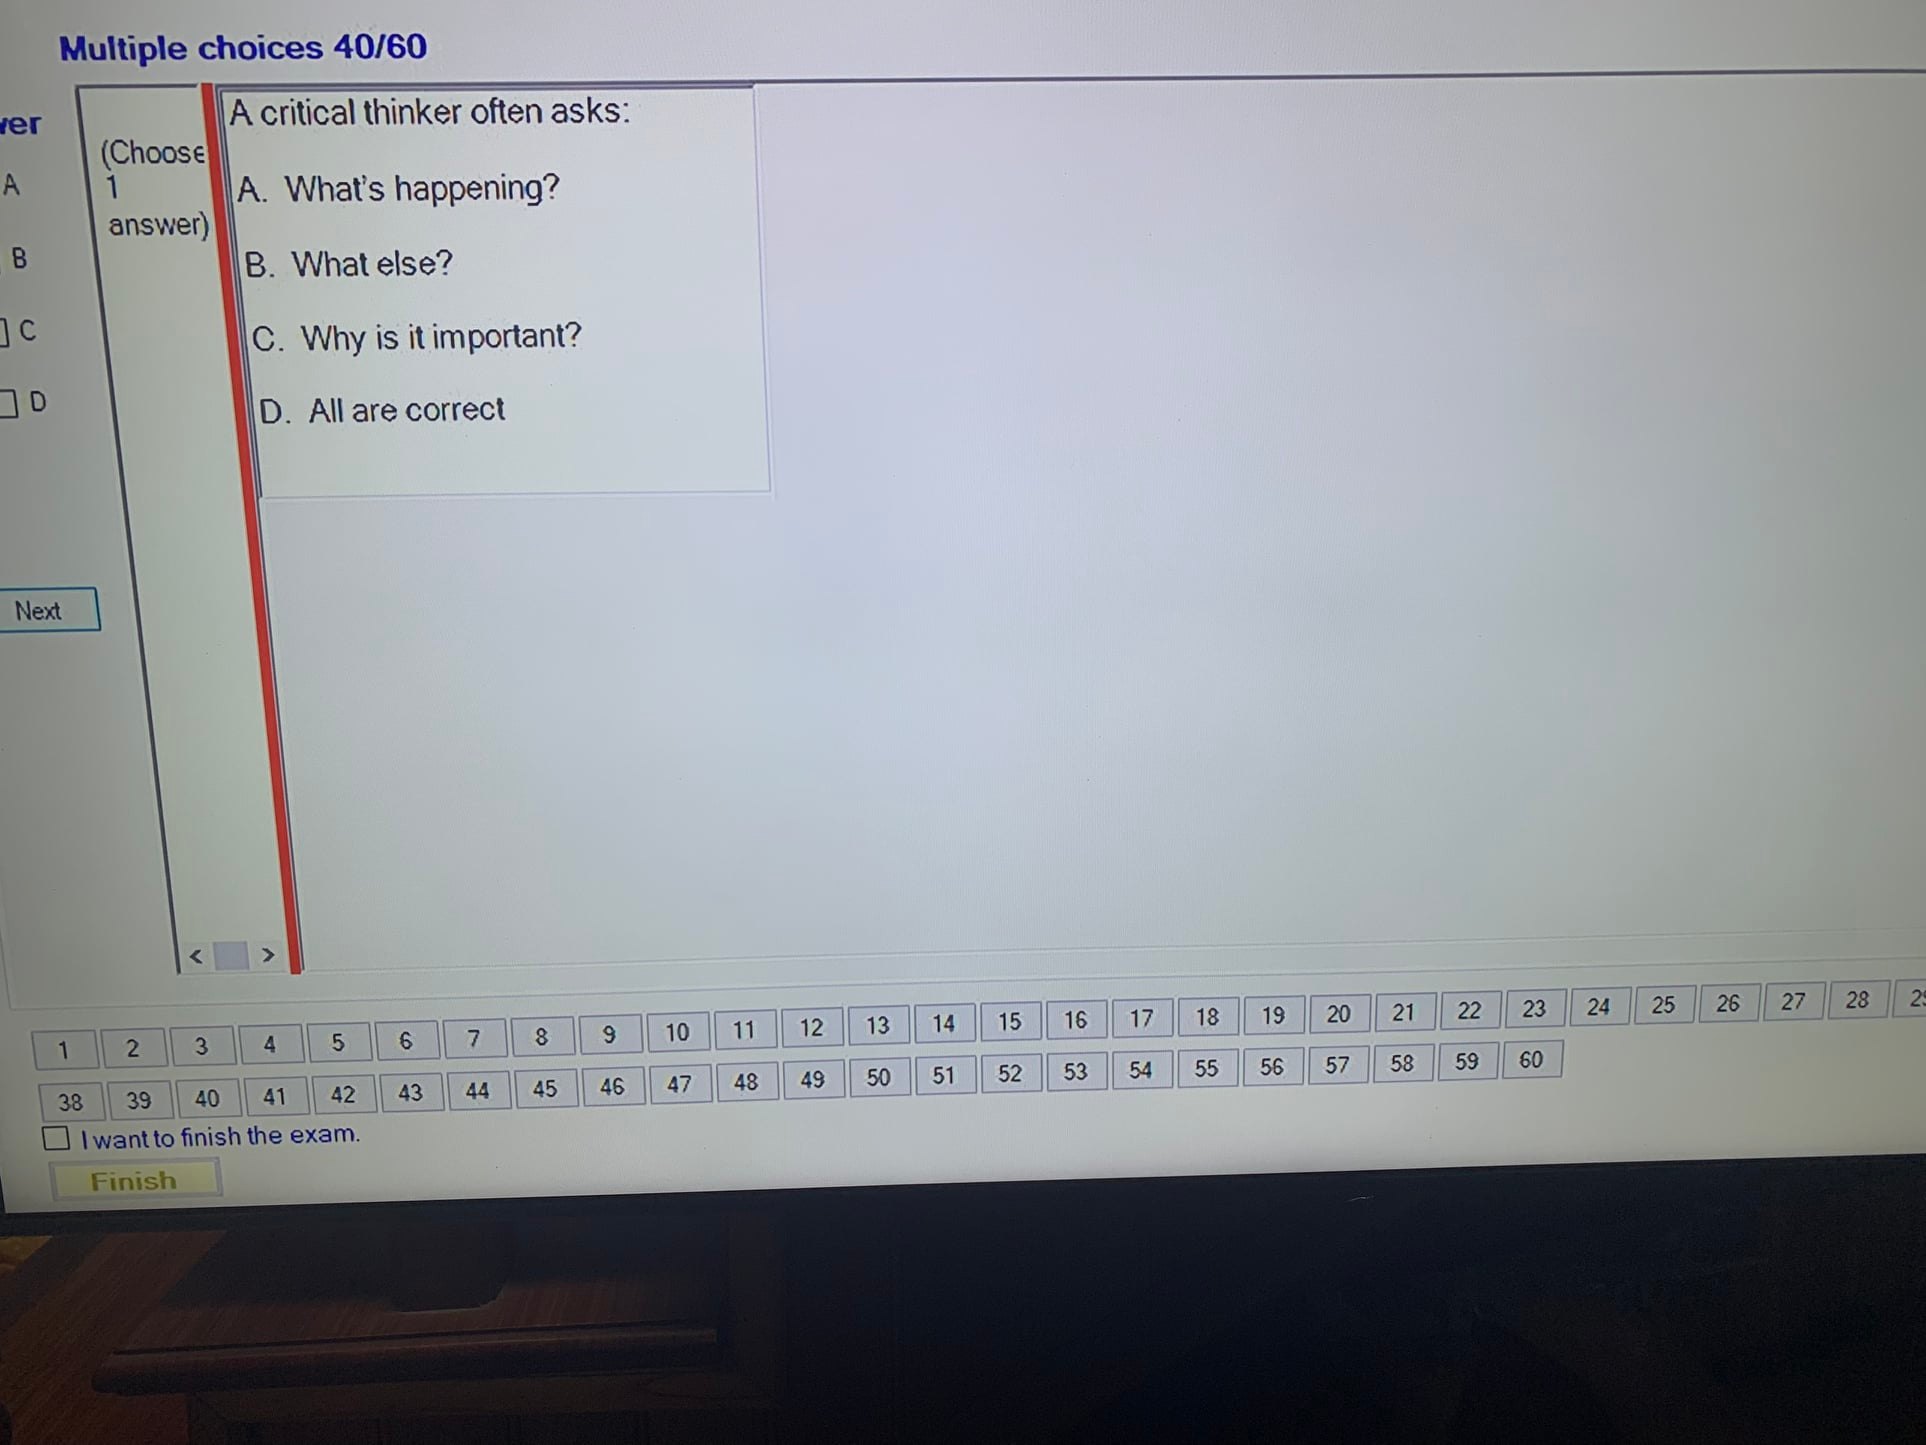 Multiple choices 40/60
A
B
C
D
(Choose
1
answer)
A critical thinker often asks:
A. What's happening?
B. What else?
C. Why is it important?
D. All are correct
Next
< >
1 2 3 4 5 6 7 8 9 10 11 12 13 14 15 16 17 18 19 20 21 22 23 24 25 26 27 28
38 39 40 41 42 43 44 45 46 47 48 49 50 51 52 53 54 55 56 57 58 59 60
I want to finish the exam.
Finish